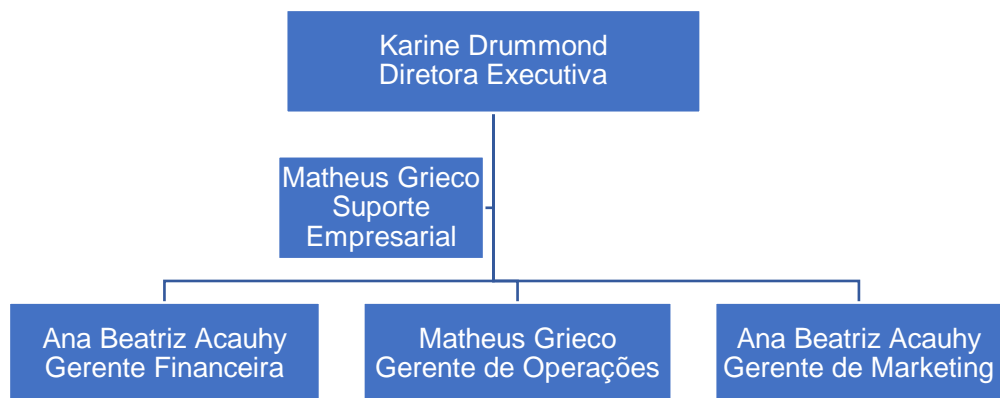 Karine Drummond
Diretora Executiva
Matheus Grieco
Suporte
Empresarial
Ana Beatriz Acauhy
Gerente Financeira
Matheus Grieco
Gerente de Operações
Ana Beatriz Acauhy
Gerente de Marketing